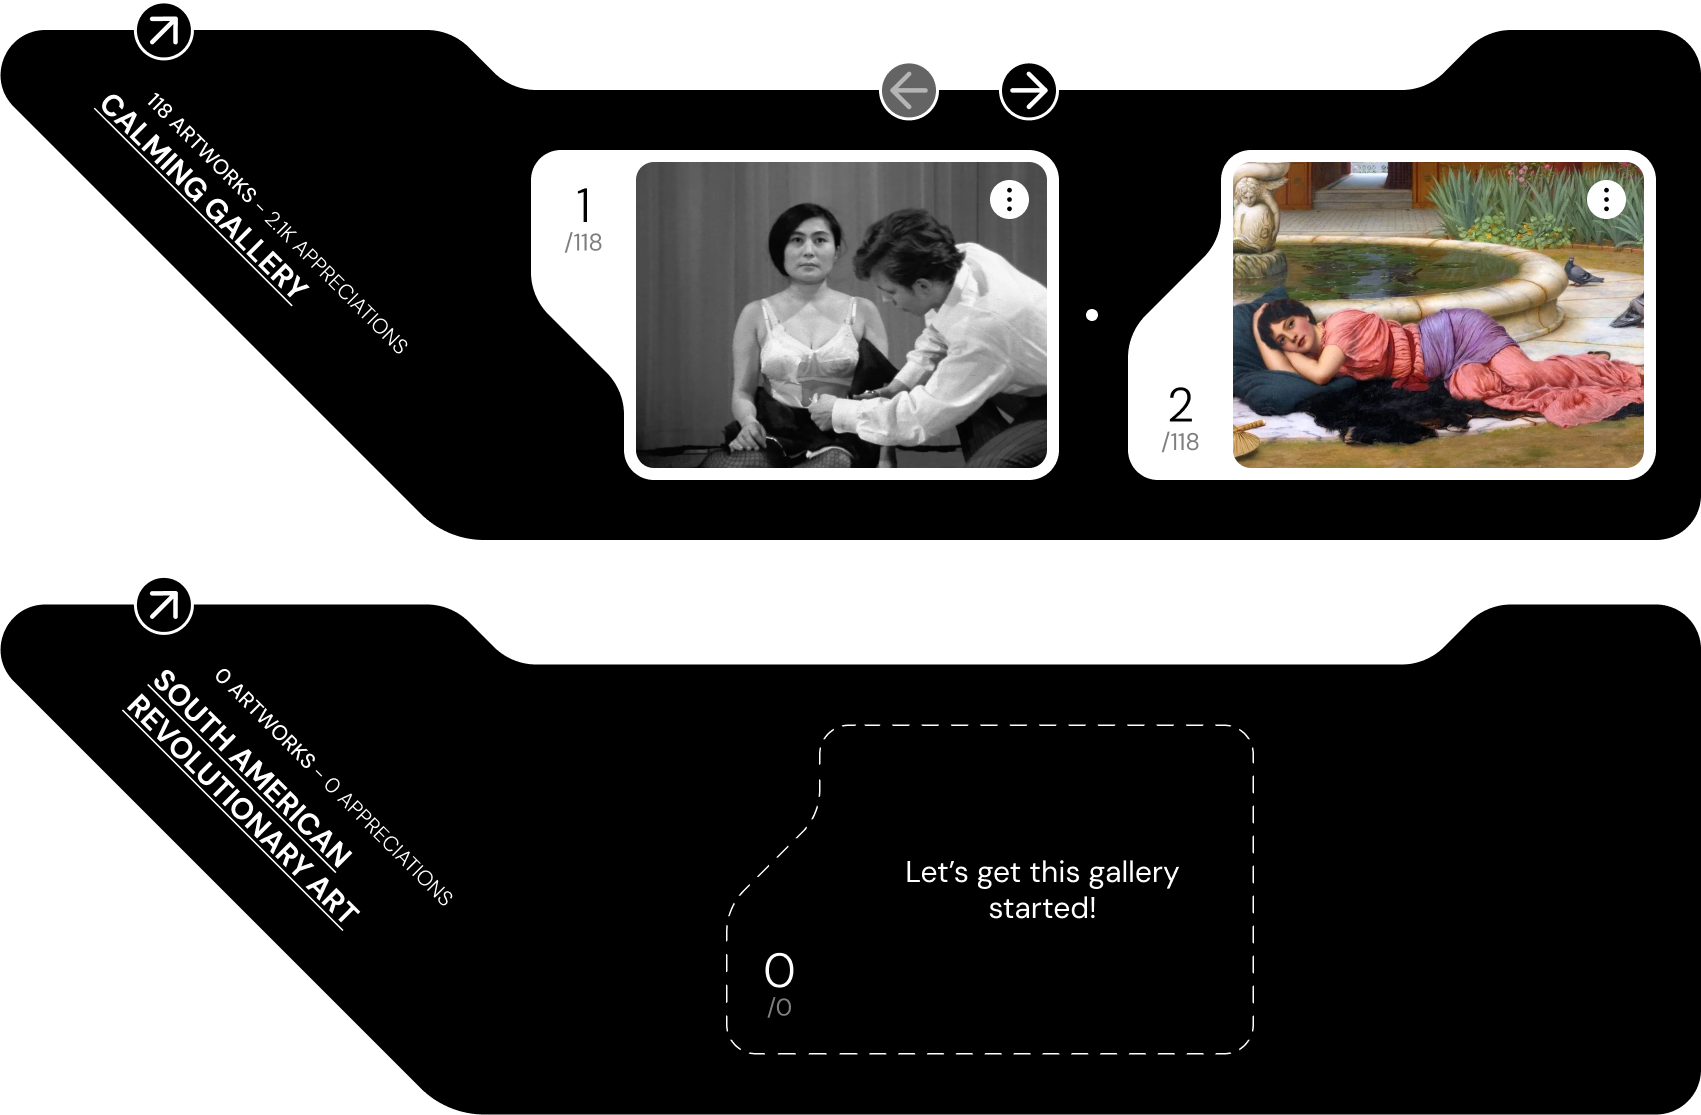 118 ARTWORKS - 2.1K APPRECIATIONS
CALMING GALLERY
1
/118
2
/118
0 ARTWORKS - 0 APPRECIATIONS
SOUTH AMERICAN
REVOLUTIONARY ART
Let's get this gallery
started!
0
/0